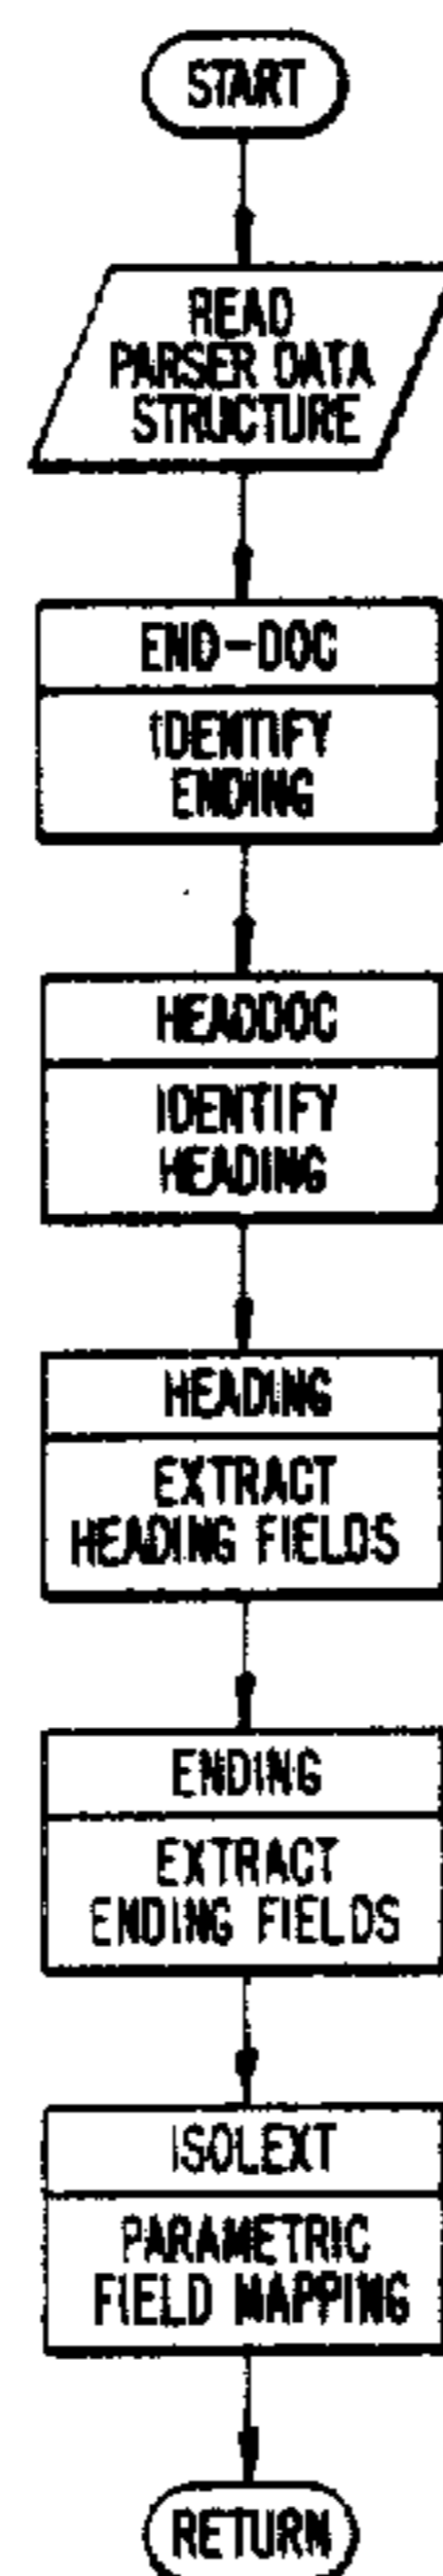 START
READ
PARSER DATA
STRUCTURE
END-DOC
IDENTIFY
ENDING
HEADDOC
IDENTIFY
HEADING
HEADING
EXTRACT
HEADING FIELDS
ENDING
EXTRACT
ENDING FIELDS
ISOLEXT
PARAMETRIC
FIELD MAPPING
RETURN